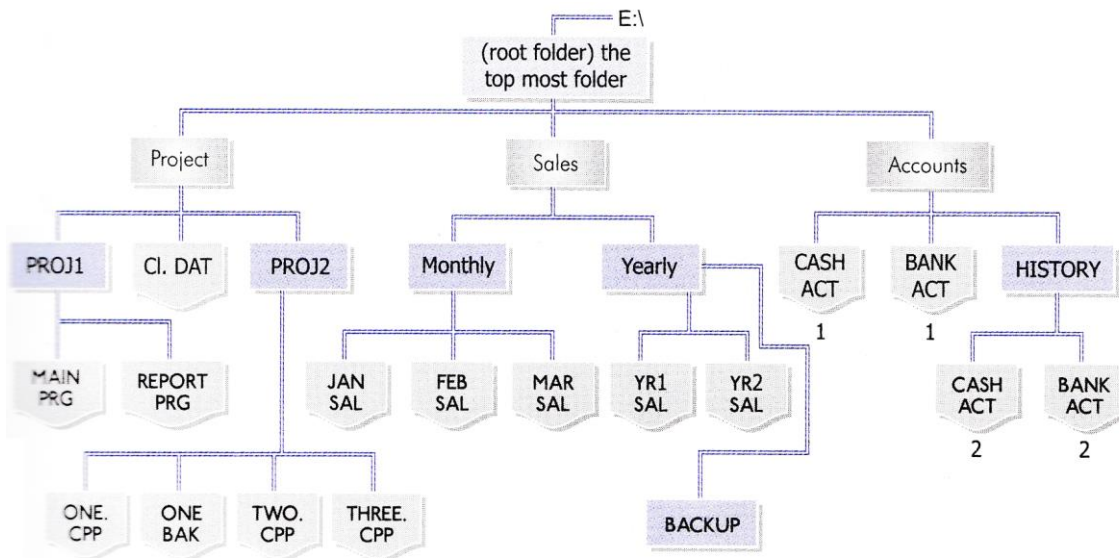 E:\
(root folder) the
top most folder
Project
Sales
Accounts
PROJ1
Cl. DAT
PROJ2
Monthly
Yearly
CASH
ACT
1
BANK
ACT
1
HISTORY
MAIN
PRG
REPORT
PRG
JAN
SAL
FEB
SAL
MAR
SAL
YR1
SAL
YR2
SAL
CASH
ACT
2
BANK
ACT
2
ONE.
CPP
ONE
BAK
TWO.
CPP
THREE.
CPP
BACKUP